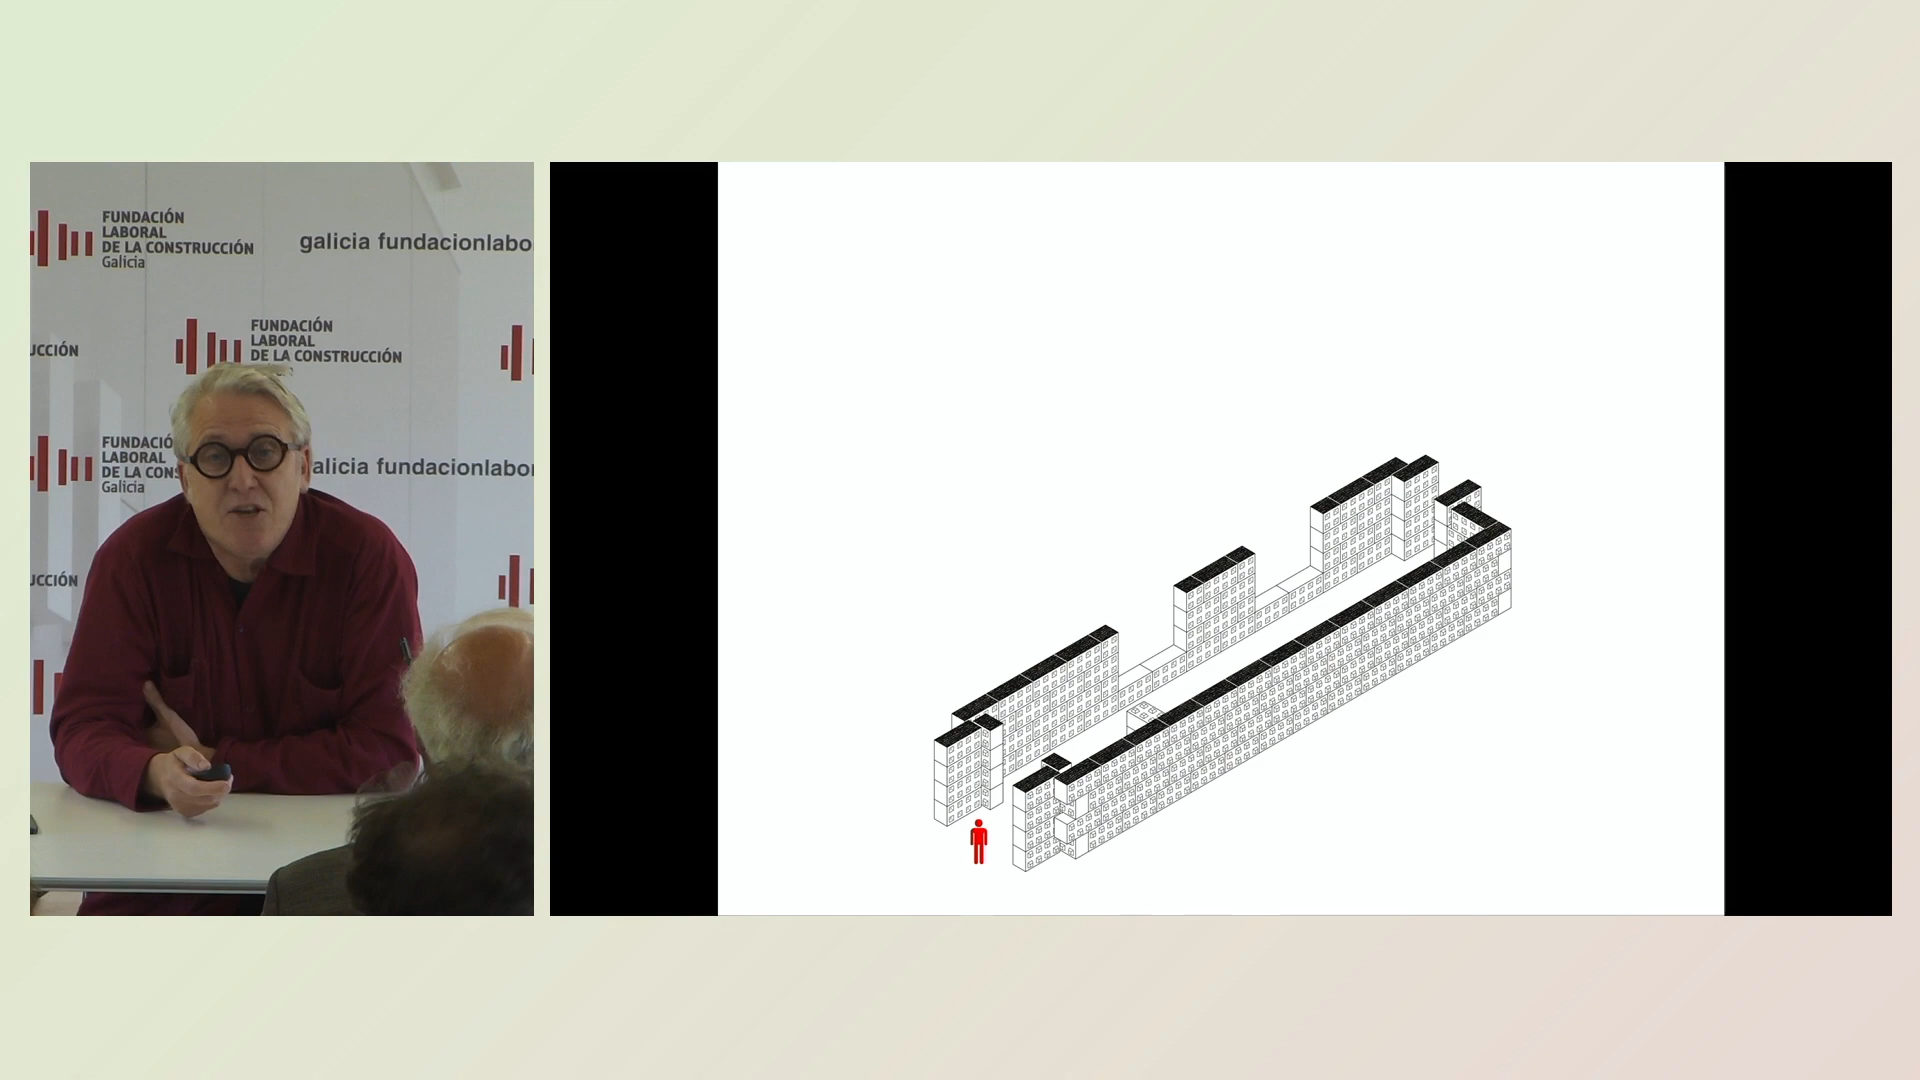 FUNDACIÓN
LABORAL
DE LA CONSTRUCCIÓN
Galicia
galicia fundacionlabo
FUNDACIÓN
LABORAL
DE LA CONSTRUCCIÓN
UCCIÓN
FUNDACIÓ
LABORAL
DE LA CONS
Galicia
alicia fundacionlabor
UCCIÓN